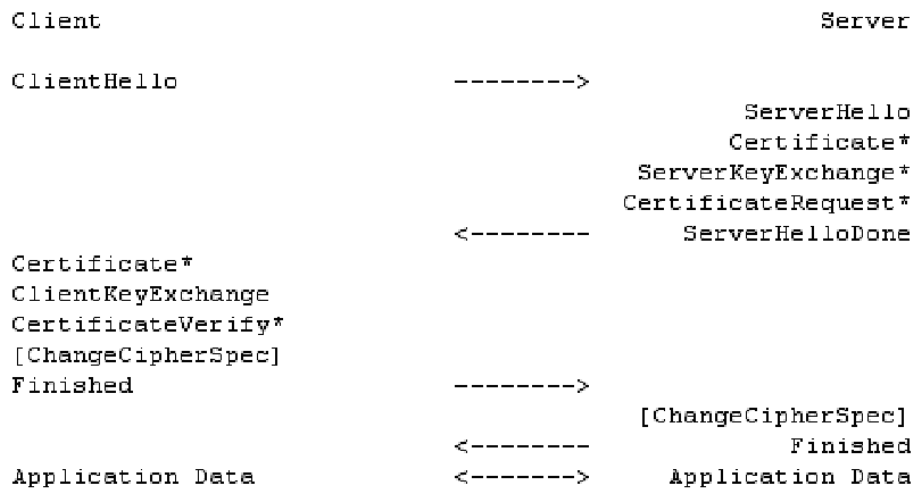 Client Server
ClientHello -------->
ServerHello
Certificate*
ServerKeyExchange*
CertificateRequest*
<-------- ServerHelloDone
Certificate*
ClientKeyExchange
CertificateVerify*
[ChangeCipherSpec]
Finished -------->
[ChangeCipherSpec]
<-------- Finished
Application Data <-------> Application Data